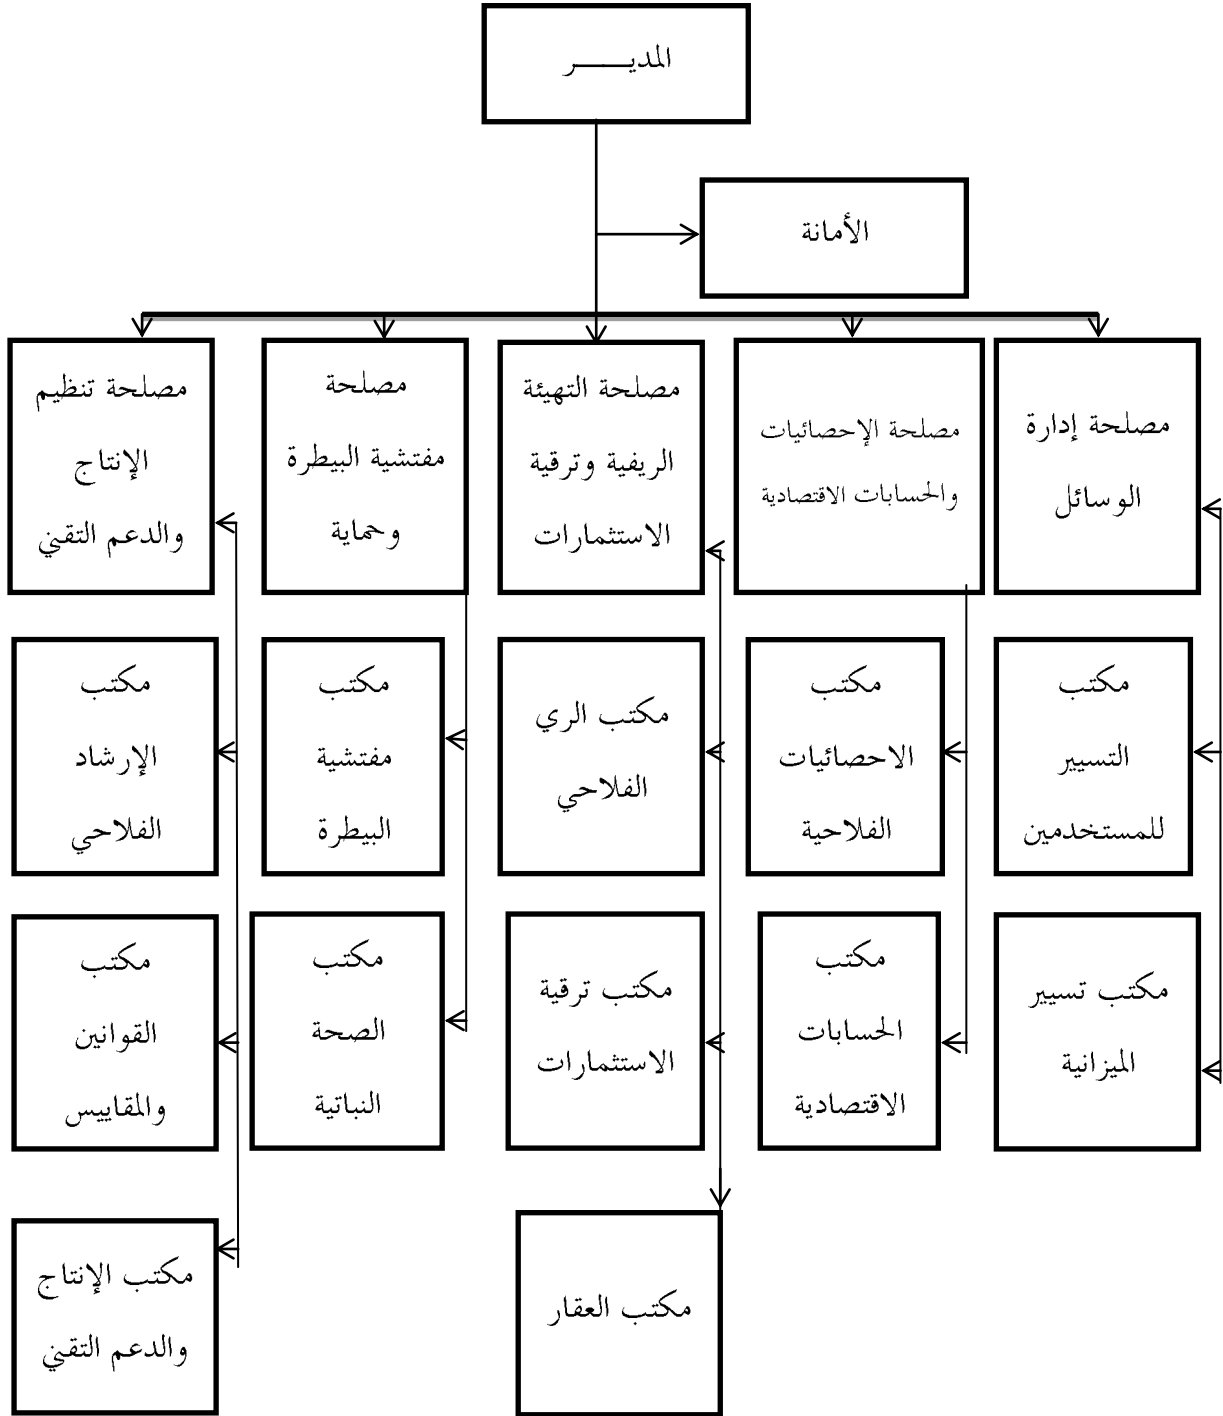 المديـــــر
الأمانة
مصلحة إدارة
الوسائل
مصلحة الإحصائيات
والحسابات الاقتصادية
مصلحة التهيئة
الريفية وترقية
الاستثمارات
مصلحة
مفتشية البيطرة
وحماية
مصلحة تنظيم
الإنتاج
والدعم التقني
مكتب
التسيير
للمستخدمين
مكتب
الاحصائيات
الفلاحية
مكتب الري
الفلاحي
مكتب
مفتشية
البيطرة
مكتب
الإرشاد
الفلاحي
مكتب تسيير
الميزانية
مكتب
الحسابات
الاقتصادية
مكتب ترقية
الاستثمارات
مكتب
الصحة
النباتية
مكتب
القوانين
والمقاييس
مكتب العقار
مكتب الإنتاج
والدعم التقني